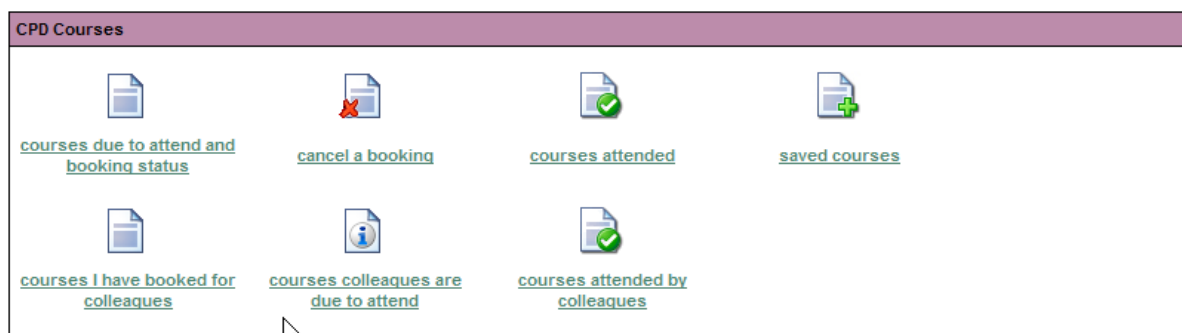 CPD Courses
courses due to attend and
booking status
cancel a booking
courses attended
saved courses
courses I have booked for
colleagues
courses colleagues are
due to attend
courses attended by
colleagues